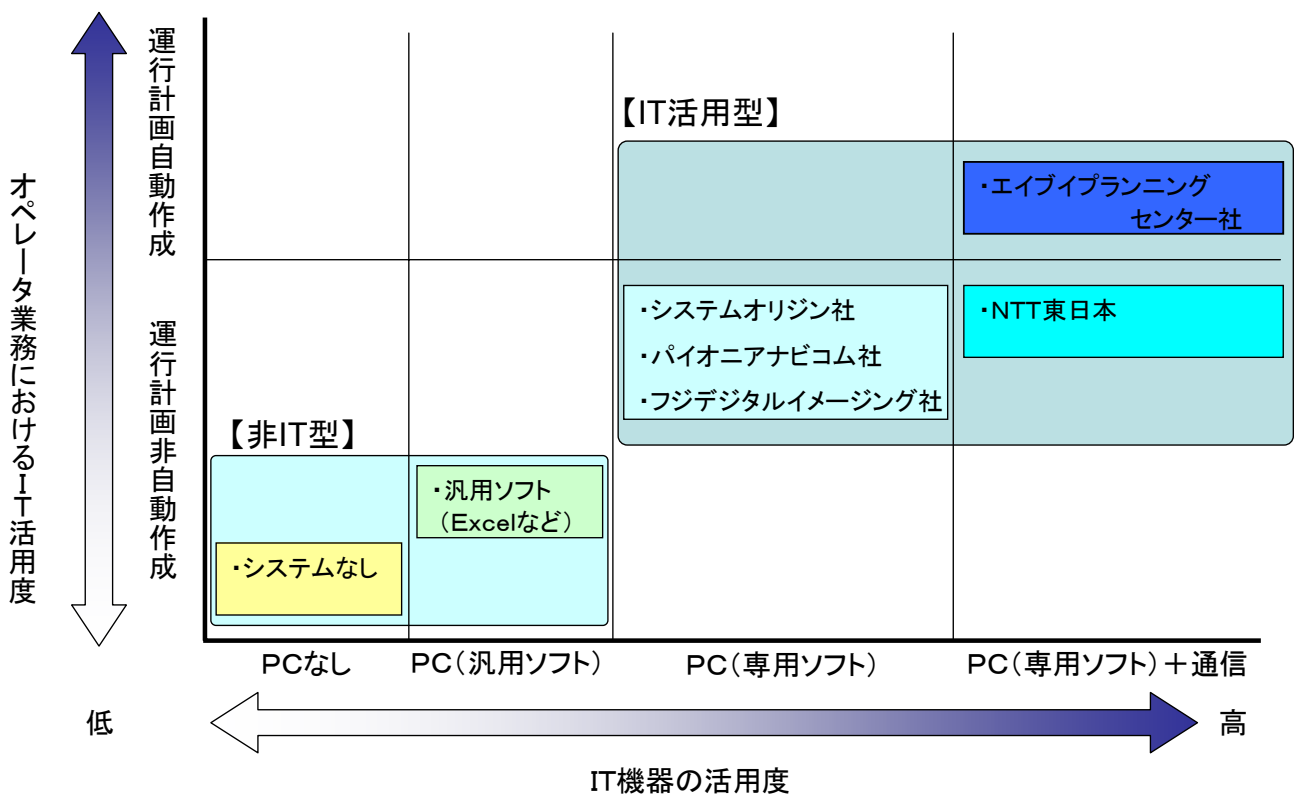 オペレータ業務におけるIT活用度
運行計画自動作成
運行計画非自動作成
【IT活用型】
・エイブイプランニング
センター社
・システムオリジン社
・パイオニアナビコム社
・フジデジタルイメージング社
・NTT東日本
【非IT型】
・汎用ソフト
（Excelなど）
・システムなし
PCなし
PC（汎用ソフト）
PC（専用ソフト）
PC（専用ソフト）＋通信
低
高
IT機器の活用度